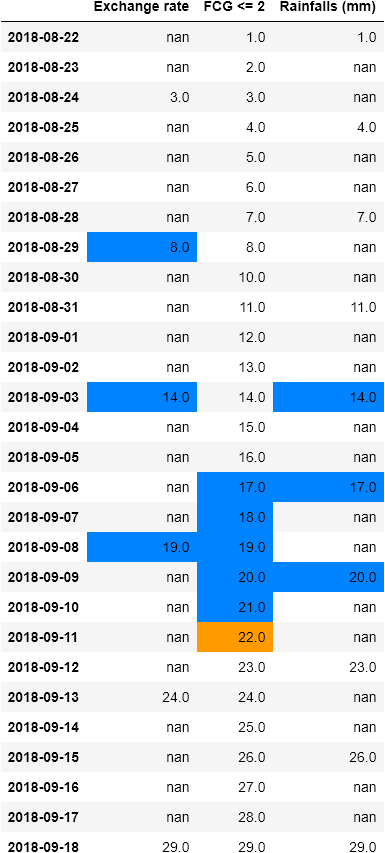 Exchange rate FCG <= 2 Rainfalls (mm)
2018-08-22 nan 1.0 1.0
2018-08-23 nan 2.0 nan
2018-08-24 3.0 3.0 nan
2018-08-25 nan 4.0 4.0
2018-08-26 nan 5.0 nan
2018-08-27 nan 6.0 nan
2018-08-28 nan 7.0 7.0
2018-08-29 8.0 8.0 nan
2018-08-30 nan 10.0 nan
2018-08-31 nan 11.0 11.0
2018-09-01 nan 12.0 nan
2018-09-02 nan 13.0 nan
2018-09-03 14.0 14.0 14.0
2018-09-04 nan 15.0 nan
2018-09-05 nan 16.0 nan
2018-09-06 nan 17.0 17.0
2018-09-07 nan 18.0 nan
2018-09-08 19.0 19.0 nan
2018-09-09 nan 20.0 20.0
2018-09-10 nan 21.0 nan
2018-09-11 nan 22.0 nan
2018-09-12 nan 23.0 23.0
2018-09-13 24.0 24.0 nan
2018-09-14 nan 25.0 nan
2018-09-15 nan 26.0 26.0
2018-09-16 nan 27.0 nan
2018-09-17 nan 28.0 nan
2018-09-18 29.0 29.0 29.0